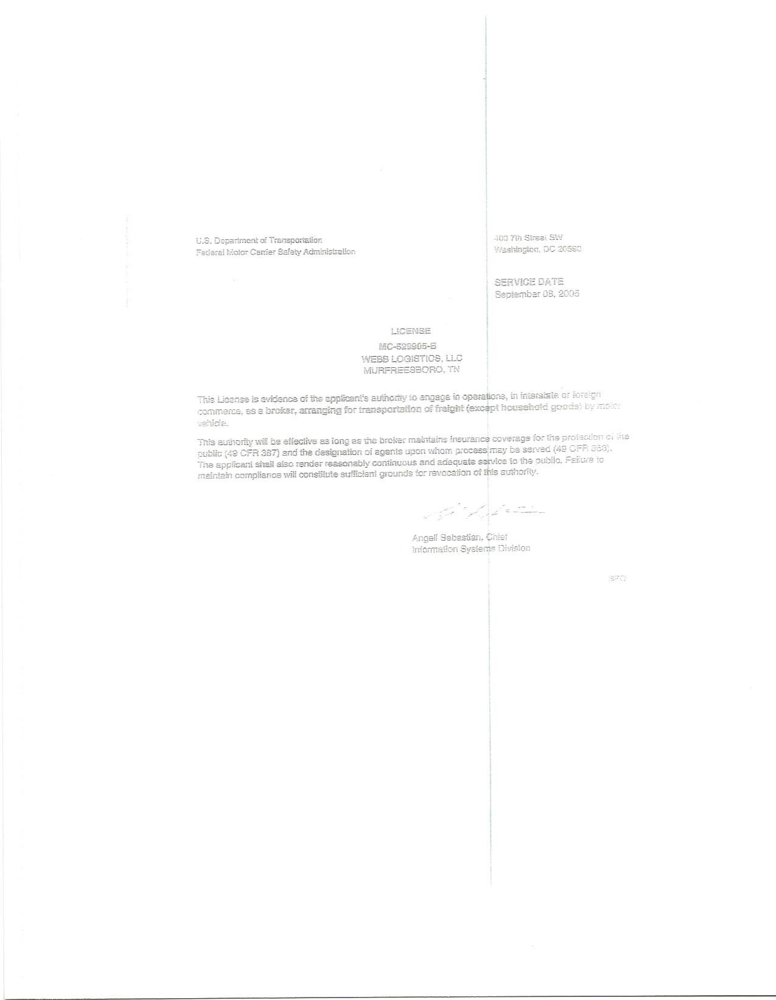 U.S. Department of Transportation
Federal Motor Carrier Safety Administration
400 7th Street SW
Washington, DC 20590
SERVICE DATE
September 08, 2005
LICENSE
WEBB LOGISTICS, LLC
MURFREESBORO, TN
This License is evidence of the applicant's authority to engage in operations, in interstate or foreign
commerce, as a broker, arranging for transportation of freight (except household goods) by motor
vehicle.
This authority will be effective as long as the broker maintains insurance coverage for the protection of the
public (49 CFR 387) and the designation of agents upon whom process may be served (49 CFR 366).
The applicant shall also render reasonably continuous and adequate service to the public. Failure to
maintain compliance will constitute sufficient grounds for revocation of this authority.
Angeli Sebastian, Chief
Information Systems Division